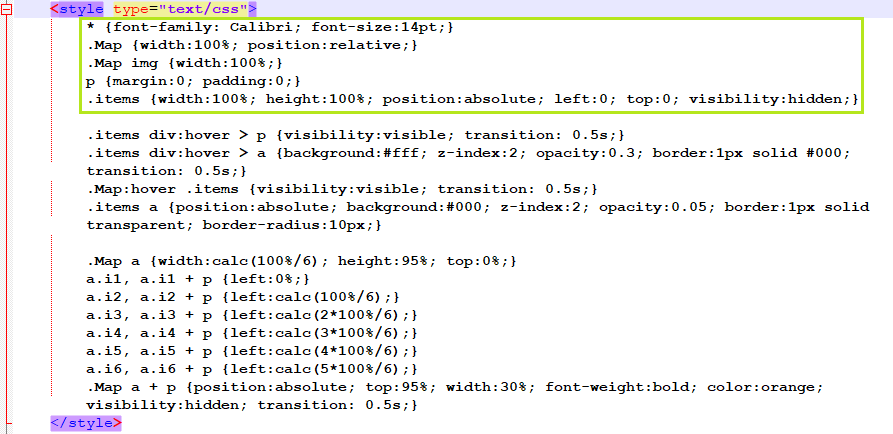 <style type="text/css">
* {font-family: Calibri; font-size:14pt;}
.Map {width:100%; position:relative;}
.Map img {width:100%;}
p {margin:0; padding:0;}
.items {width:100%; height:100%; position:absolute; left:0; top:0; visibility:hidden;}
.items div:hover > p {visibility:visible; transition: 0.5s;}
.items div:hover > a {background:#fff; z-index:2; opacity:0.3; border:1px solid #000;
transition: 0.5s;}
.Map:hover .items {visibility:visible; transition: 0.5s;}
.items a {position:absolute; background:#000; z-index:2; opacity:0.05; border:1px solid
transparent; border-radius:10px;}
.Map a {width:calc(100%/6); height:95%; top:0%;}
a.i1, a.i1 + p {left:0%;}
a.i2, a.i2 + p {left:calc(100%/6);}
a.i3, a.i3 + p {left:calc(2*100%/6);}
a.i4, a.i4 + p {left:calc(3*100%/6);}
a.i5, a.i5 + p {left:calc(4*100%/6);}
a.i6, a.i6 + p {left:calc(5*100%/6);}
.Map a + p {position:absolute; top:95%; width:30%; font-weight:bold; color:orange;
visibility:hidden; transition: 0.5s;}
</style>